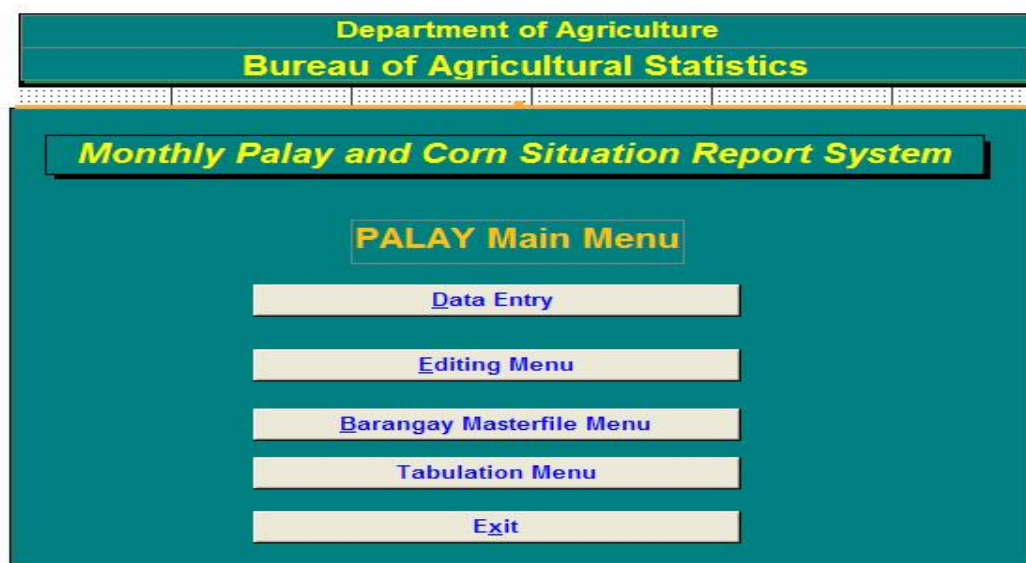 Department of Agriculture
Bureau of Agricultural Statistics
Monthly Palay and Corn Situation Report System
PALAY Main Menu
Data Entry
Editing Menu
Barangay Masterfile Menu
Tabulation Menu
Exit